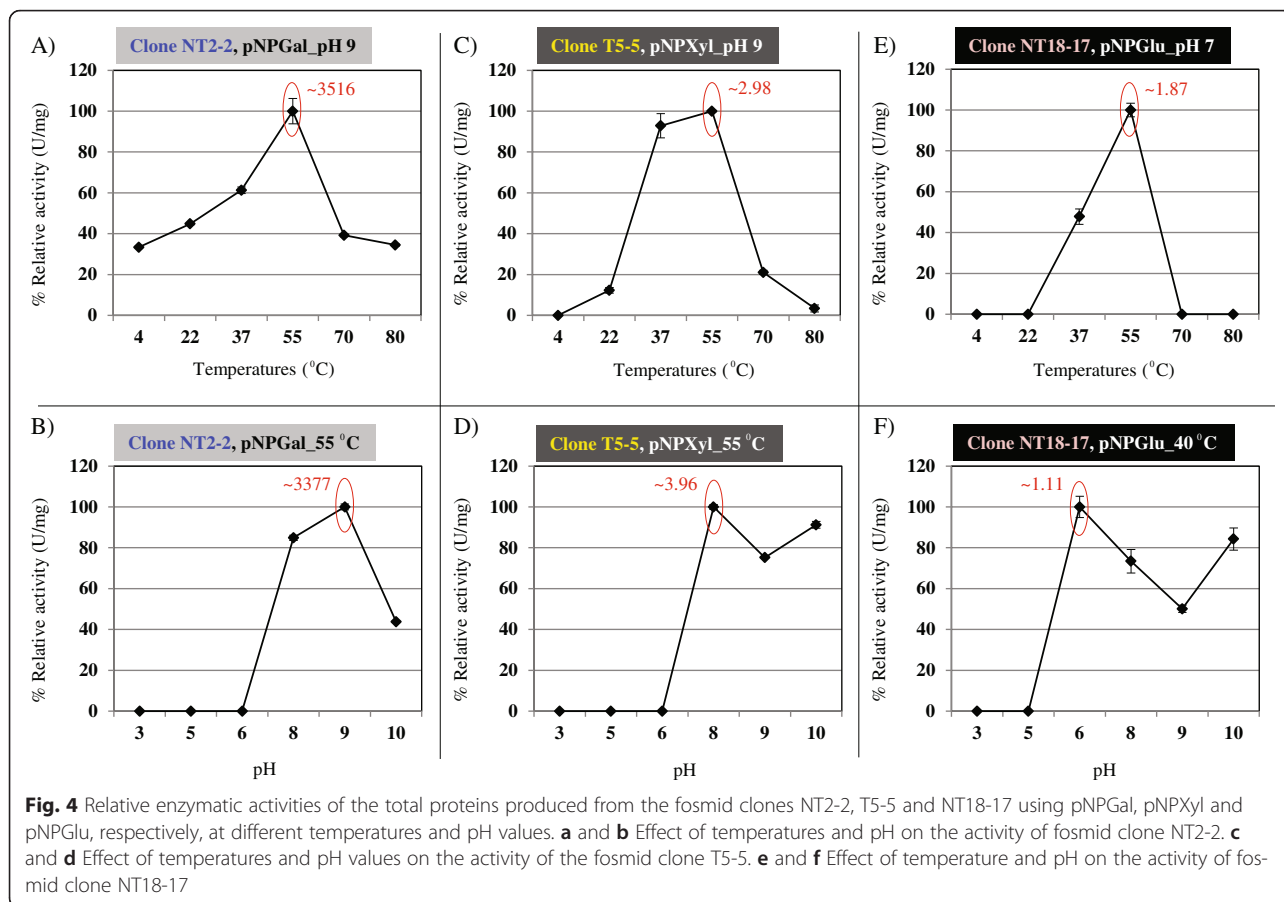 A)
Clone NT2-2, pNPGal_pH 9
% Relative activity (U/mg)
120
100
80
60
40
20
0
~3516
4 22 37 55 70 80
Temperatures (⁰C)
C)
Clone T5-5, pNPXyl_pH 9
% Relative activity (U/mg)
120
100
80
60
40
20
0
~2.98
4 22 37 55 70 80
Temperatures (⁰C)
E)
Clone NT18-17, pNPGlu_pH 7
% Relative activity (U/mg)
120
100
80
60
40
20
0
~1.87
4 22 37 55 70 80
Temperatures (⁰C)
B)
Clone NT2-2, pNPGal_55 ⁰C
% Relative activity (U/mg)
120
100
80
60
40
20
0
~3377
3 5 6 8 9 10
pH
D)
Clone T5-5, pNPXyl_55 ⁰C
% Relative activity (U/mg)
120
100
80
60
40
20
0
~3.96
3 5 6 8 9 10
pH
F)
Clone NT18-17, pNPGlu_40 ⁰C
% Relative activity (U/mg)
120
100
80
60
40
20
0
~1.11
3 5 6 8 9 10
pH
Fig. 4 Relative enzymatic activities of the total proteins produced from the fosmid clones NT2-2, T5-5 and NT18-17 using pNPGal, pNPXyl and
pNPGlu, respectively, at different temperatures and pH values. a and b Effect of temperatures and pH on the activity of fosmid clone NT2-2. c
and d Effect of temperatures and pH values on the activity of the fosmid clone T5-5. e and f Effect of temperature and pH on the activity of fos-
mid clone NT18-17